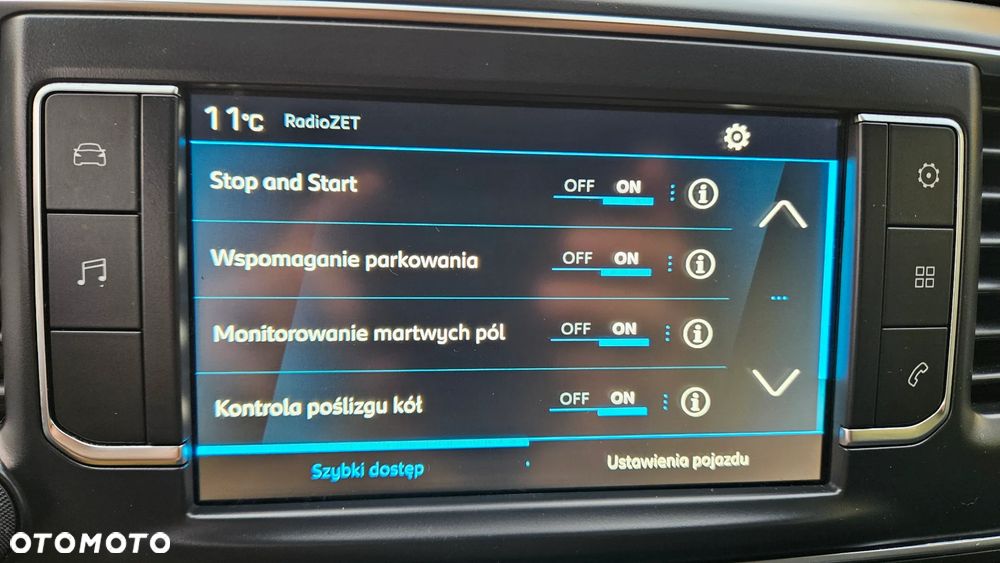 11°C RadioZET
Stop and Start OFF ON
Wspomaganie parkowania OFF ON
Monitorowanie martwych pól OFF ON
Kontrola poślizgu kół OFF ON
Szybki dostęp Ustawienia pojazdu
OTOMOTO